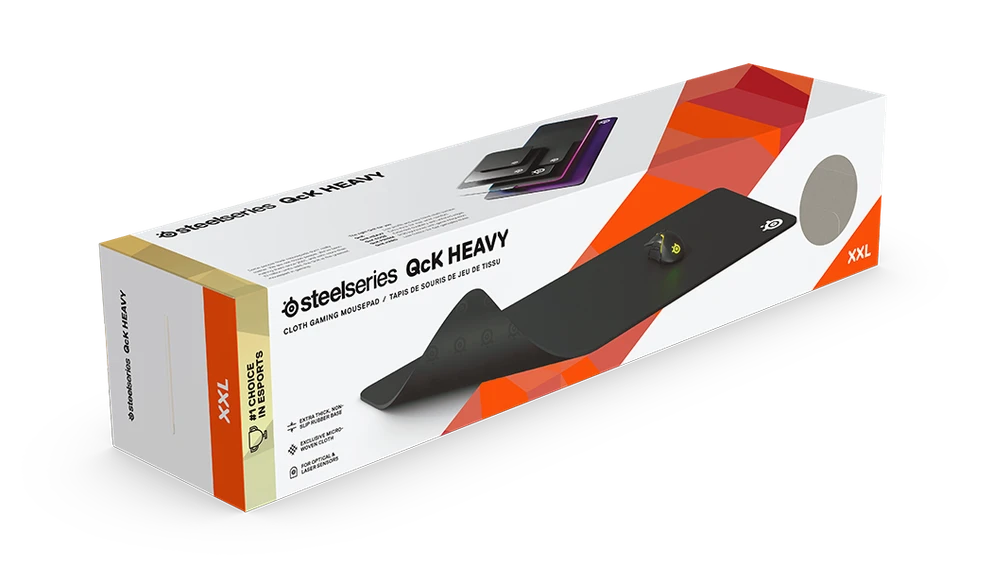 steelseries QcK HEAVY
steelseries QcK HEAVY
CLOTH GAMING MOUSEPAD / TAPIS DE SOURIS DE JEU DE TISSU
XXL
steelseries QcK HEAVY
XXL
#1 CHOICE
IN ESPORTS
EXTRA THICK, NON-
SLIP RUBBER BASE
EXCLUSIVE MICRO-
WOVEN CLOTH
FOR OPTICAL &
LASER SENSORS